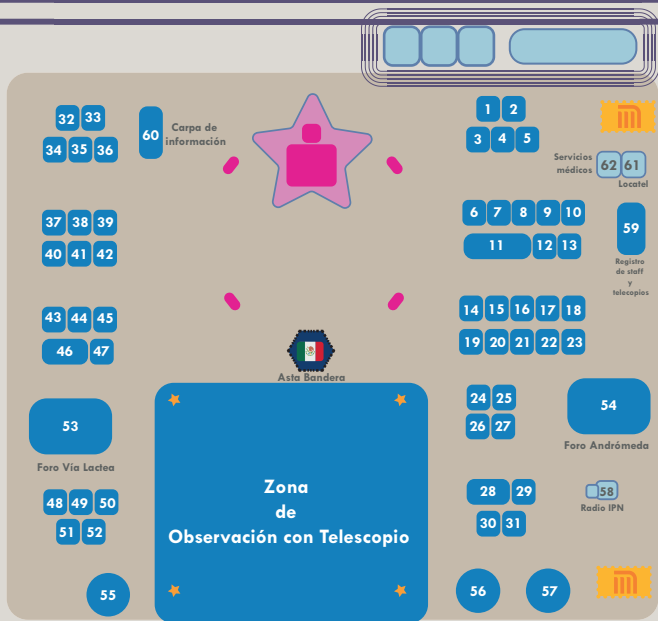 32 33
34 35 36
60
Carpa de
información
1 2
3 4 5
Servicios
médicos
62 61
Locatel
37 38 39
40 41 42
6 7 8 9 10
11 12 13
59
Registro
de staff
y
telecopios
43 44 45
46 47
14 15 16 17 18
19 20 21 22 23
Asta Bandera
53
Foro Vía Lactea
24 25
26 27
54
Foro Andrómeda
Zona
de
Observación con Telescopio
48 49 50
51 52
28 29
30 31
58
Radio IPN
55
56
57